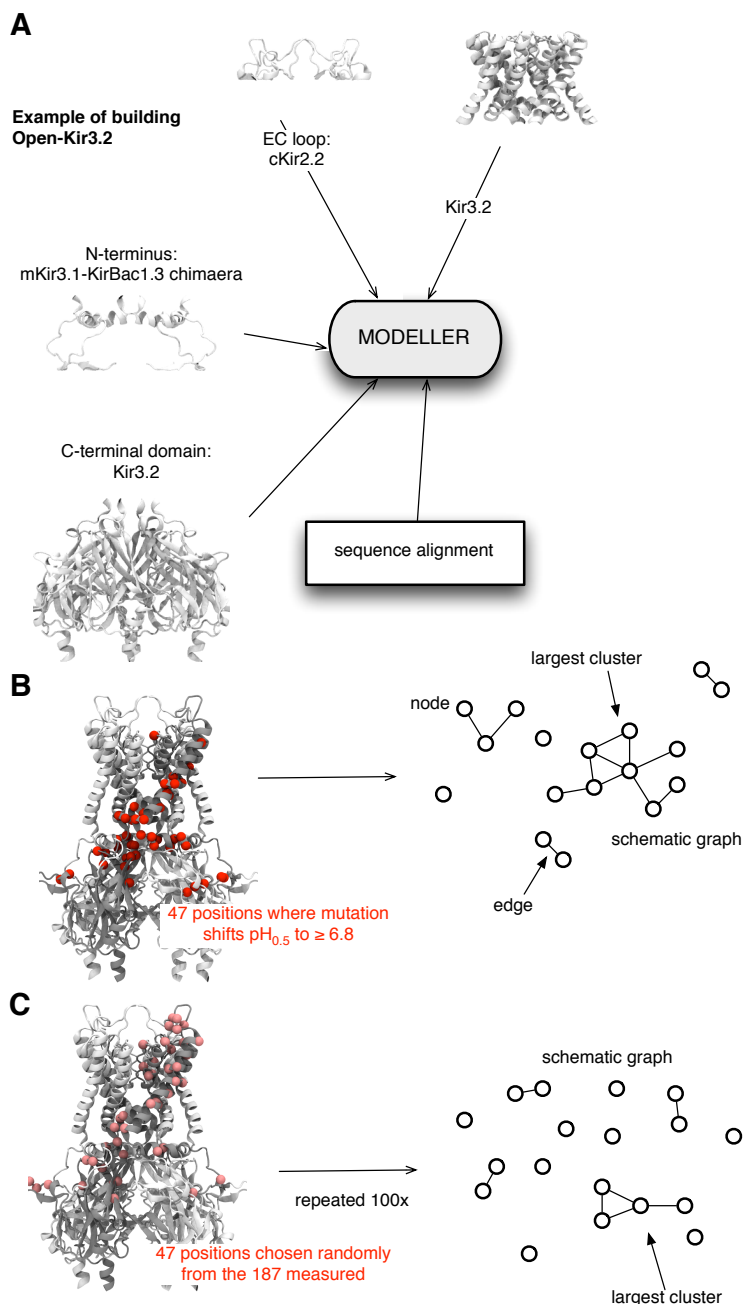 A
Example of building
Open-Kir3.2
EC loop:
cKir2.2
Kir3.2
N-terminus:
mKir3.1-KirBac1.3 chimaera
MODELLER
C-terminal domain:
Kir3.2
sequence alignment
B
largest cluster
node
schematic graph
edge
47 positions where mutation
shifts pH0.5 to ≥ 6.8
C
schematic graph
repeated 100x
47 positions chosen randomly
from the 187 measured
largest cluster